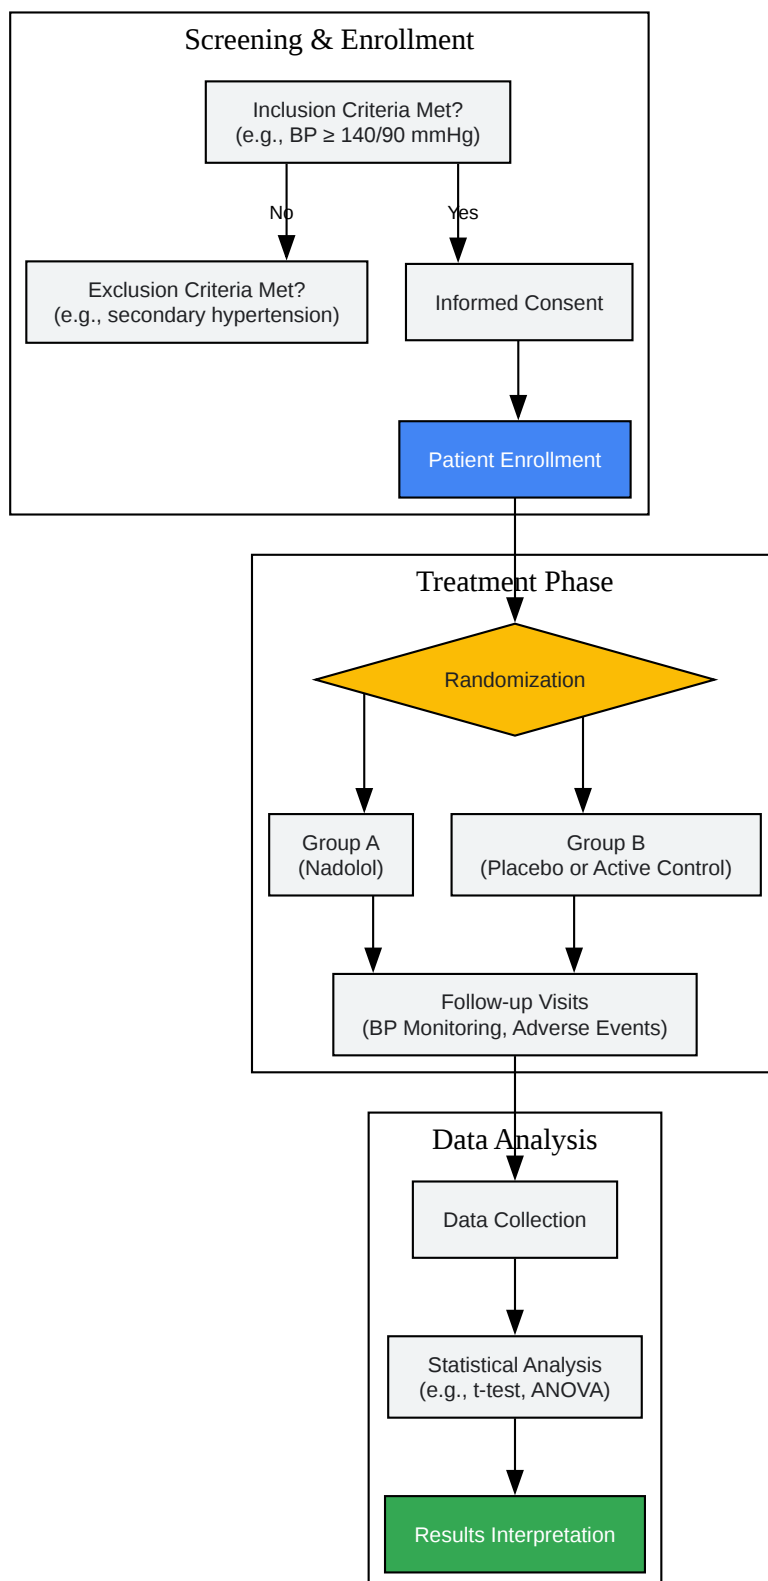 Screening & Enrollment
Inclusion Criteria Met?
(e.g., BP ≥ 140/90 mmHg)
No
Yes
Exclusion Criteria Met?
(e.g., secondary hypertension)
Informed Consent
Patient Enrollment
Treatment Phase
Randomization
Group A
(Nadolol)
Group B
(Placebo or Active Control)
Follow-up Visits
(BP Monitoring, Adverse Events)
Data Analysis
Data Collection
Statistical Analysis
(e.g., t-test, ANOVA)
Results Interpretation